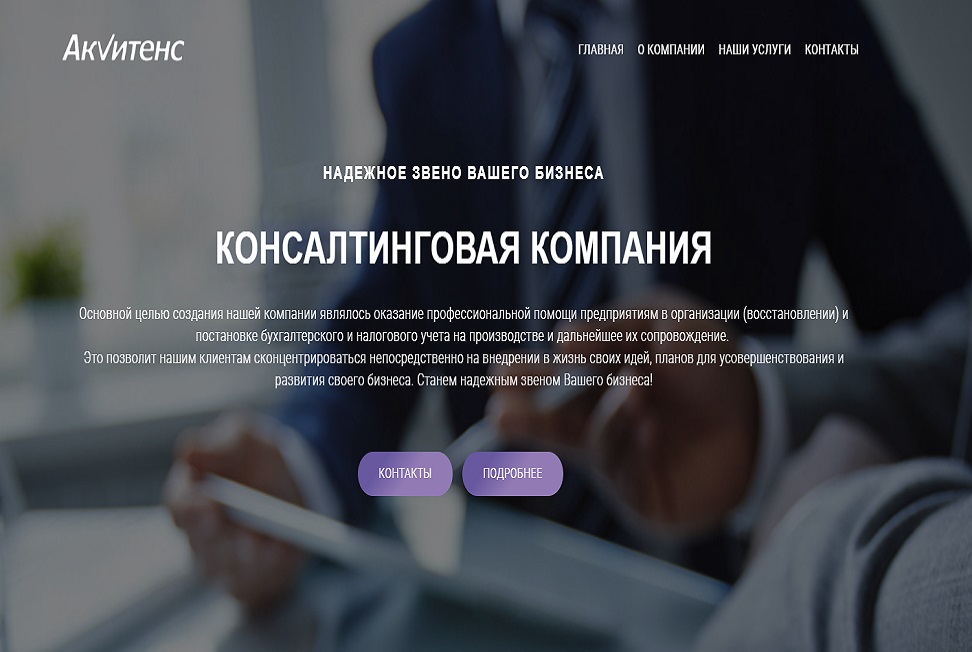 Ак√итенс
ГЛАВНАЯ О КОМПАНИИ НАШИ УСЛУГИ КОНТАКТЫ
НАДЕЖНОЕ ЗВЕНО ВАШЕГО БИЗНЕСА
КОНСАЛТИНГОВАЯ КОМПАНИЯ
Основной целью создания нашей компании являлось оказание профессиональной помощи предприятиям в организации (восстановлении) и
постановке бухгалтерского и налогового учета на производстве и дальнейшее их сопровождение.
Это позволит нашим клиентам сконцентрироваться непосредственно на внедрении в жизнь своих идей, планов для усовершенствования и
развития своего бизнеса. Станем надежным звеном Вашего бизнеса!
КОНТАКТЫ ПОДРОБНЕЕ